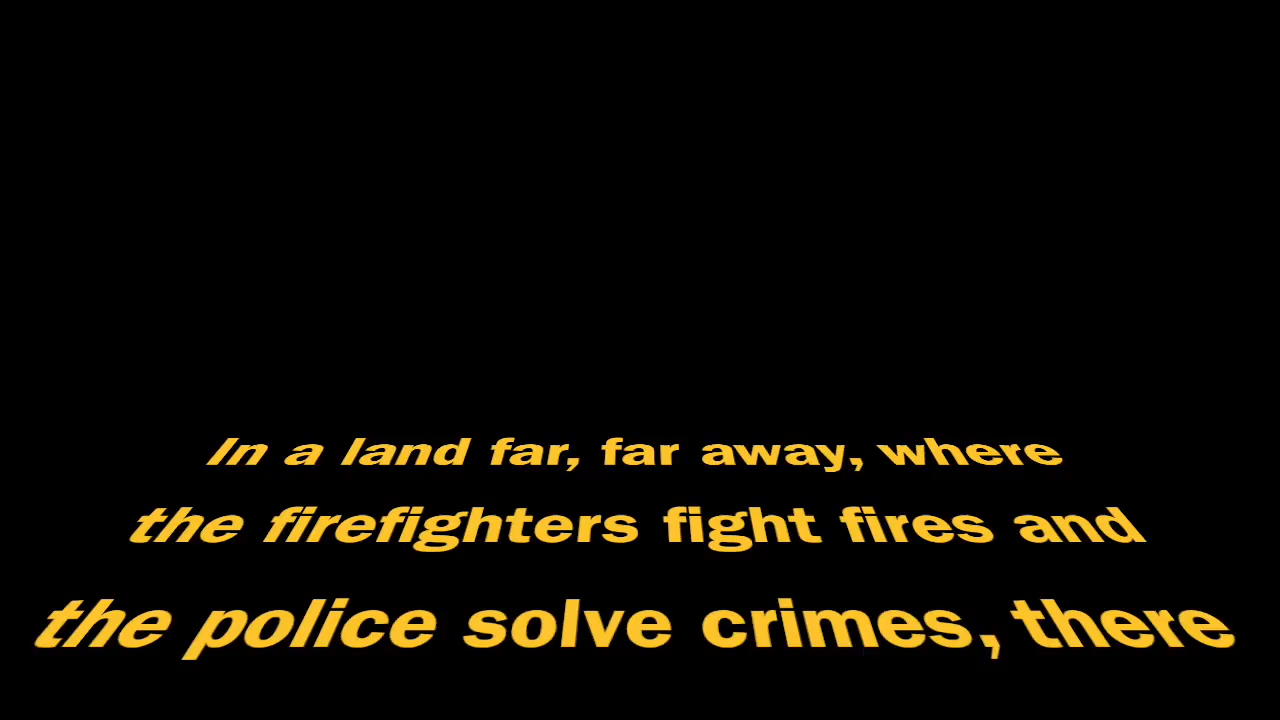 In a land far, far away, where
the firefighters fight fires and
the police solve crimes, there